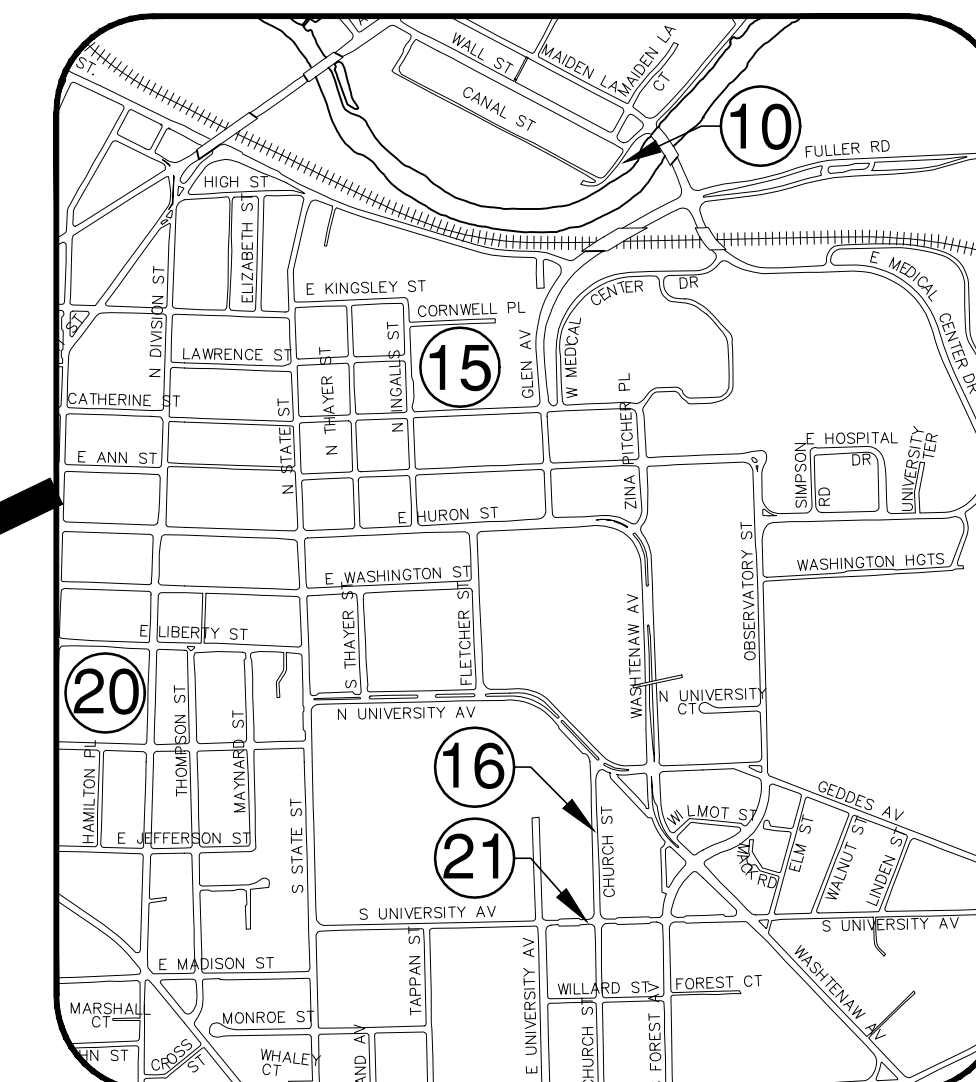 ST.
WALL ST
MAIDEN LA
MAIDEN LA
CT
CANAL ST
10
FULLER RD
HIGH ST
ELIZABETH ST
E MEDICAL
CENTER DR
N DIVISION ST
E KINGSLEY ST
CENTER DR
W MEDICAL
CORNWELL PL
15
GLEN AV
LAWRENCE ST
N THAYER ST
N INGALLS ST
CATHERINE ST
N STATE ST
ZINA PITCHER PL
E HOSPITAL
DR
SIMPSON
RD
UNIVERSITY
TER
E ANN ST
E HURON ST
OBSERVATORY ST
WASHINGTON HGTS
E WASHINGTON ST
S THAYER ST
FLETCHER ST
WASHTENAW AV
E LIBERTY ST
20
THOMPSON ST
MAYNARD ST
N UNIVERSITY AV
N UNIVERSITY
CT
HAMILTON PL
16
CHURCH ST
WILMOT ST
GEDDES AV
E JEFFERSON ST
S STATE ST
21
MACK RD
ELM ST
WALNUT ST
LINDEN ST
S UNIVERSITY AV
S UNIVERSITY AV
E MADISON ST
TAPPAN ST
E UNIVERSITY AV
WILLARD ST
FOREST CT
WASHTENAW AV
MARSHALL
CT
MONROE ST
CHURCH ST
FOREST AV
HN ST
CROSS
ST
WHALEY
CT
AND AV